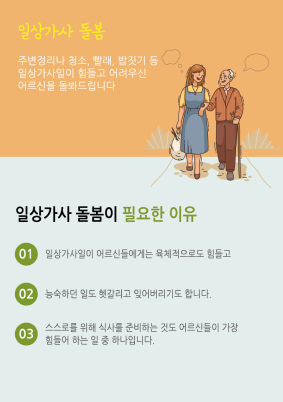 일상가사 돌봄
주변정리나 청소, 빨래, 밥짓기 등
일상가사일이 힘들고 어려우신
어르신을 돌봐드립니다
일상가사 돌봄이 필요한 이유
01 일상가사일이 어르신들에게는 육체적으로도 힘들고
02 능숙하던 일도 헷갈리고 잊어버리기도 합니다.
03 스스로를 위해 식사를 준비하는 것도 어르신들이 가장
힘들어 하는 일 중 하나입니다.